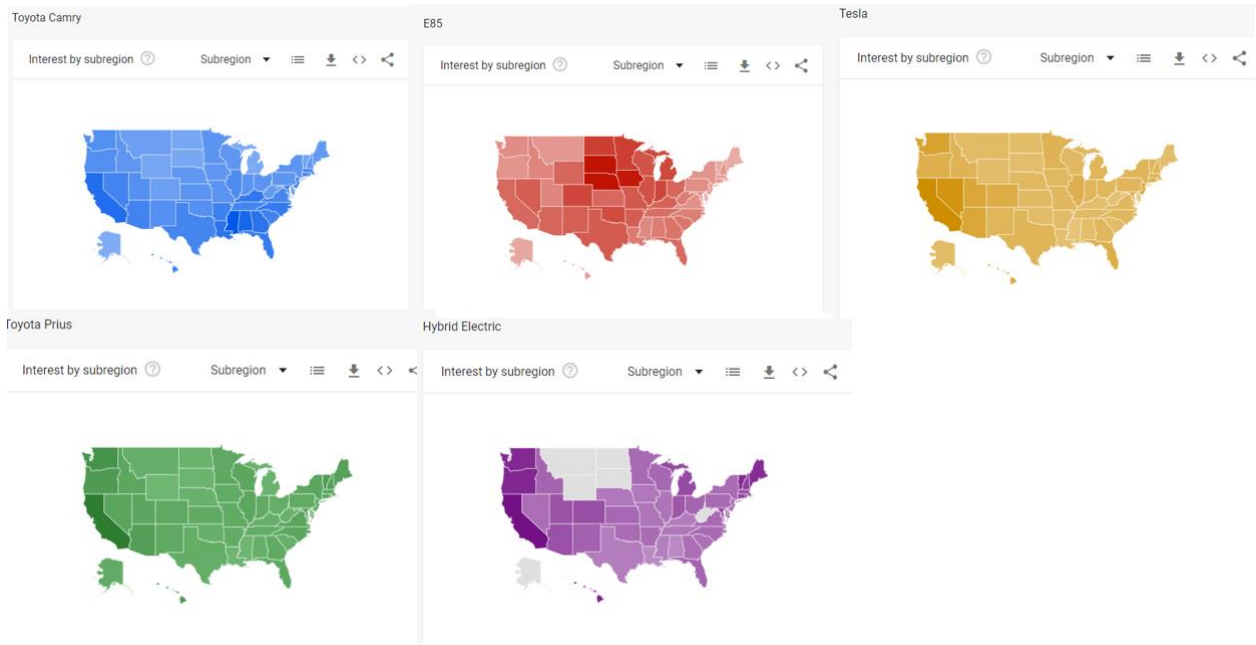 Toyota Camry
Interest by subregion ? Subregion
E85
Interest by subregion ? Subregion
Tesla
Interest by subregion ? Subregion
Toyota Prius
Interest by subregion ? Subregion
Hybrid Electric
Interest by subregion ? Subregion